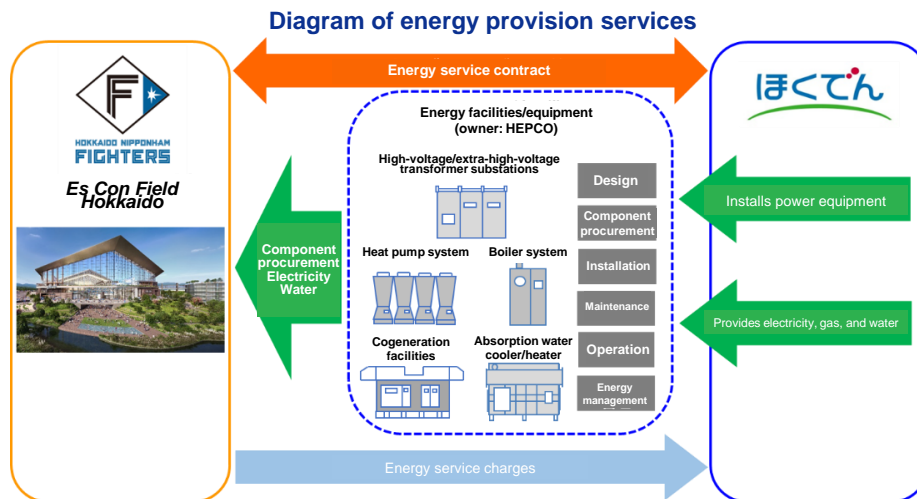 Diagram of energy provision services
Energy service contract
F
HOKKAIDO NIPPONHAM
FIGHTERS
Es Con Field
Hokkaido
Component
procurement
Electricity
Water
Energy facilities/equipment
(owner: HEPCO)
High-voltage/extra-high-voltage
transformer substations
Heat pump system
Boiler system
Cogeneration
facilities
Absorption water
cooler/heater
Design
Component
procurement
Installation
Maintenance
Operation
Energy
management
ほくでん
Installs power equipment
Provides electricity, gas, and water
Energy service charges